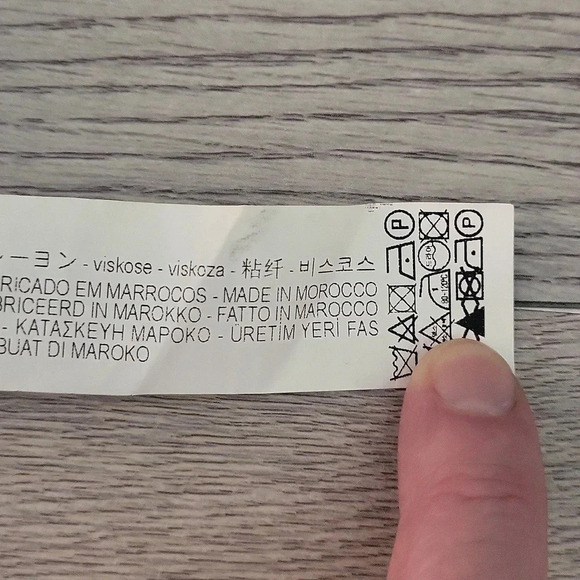 レーヨン - viskose - viskoza - 粘纤 - 비스코스
RICADO EM MARROCOS - MADE IN MOROCCO
BRICEERD IN MAROKKO - FATTO IN MAROCCO
- ΚΑΤΑΣΚΕΥΗ ΜΑΡΟΚΟ - ÜRETİM YERİ FAS
BUAT DI MAROKO
P
P